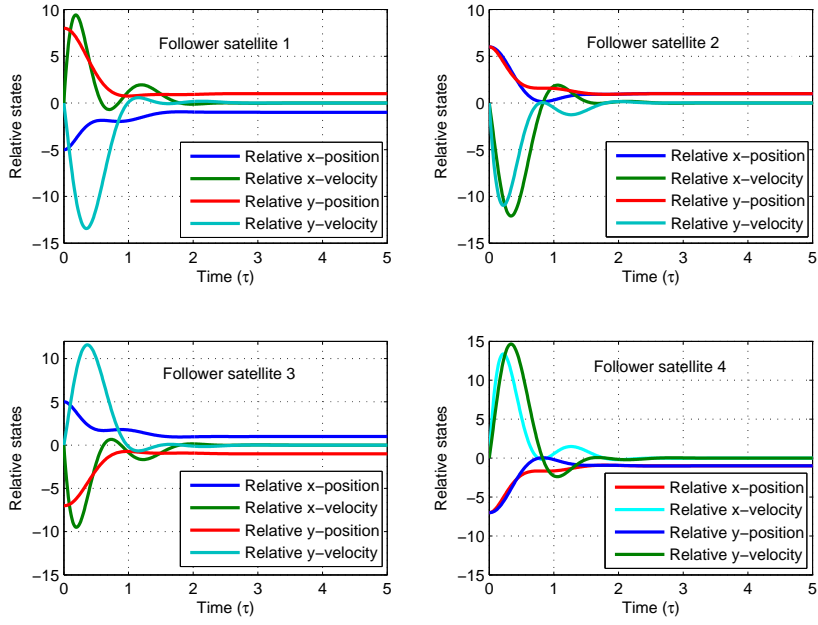 Follower satellite 1
Relative states
10
5
0
−5
−10
−15
Relative x−position
Relative x−velocity
Relative y−position
Relative y−velocity
0 1 2 3 4 5
Time (τ)
Follower satellite 2
Relative states
10
5
0
−5
−10
−15
Relative x−position
Relative x−velocity
Relative y−position
Relative y−velocity
0 1 2 3 4 5
Time (τ)
Follower satellite 3
Relative states
10
5
0
−5
−10
−15
Relative x−position
Relative x−velocity
Relative y−position
Relative y−velocity
0 1 2 3 4 5
Time (τ)
Follower satellite 4
Relative states
15
10
5
0
−5
−10
−15
Relative x−position
Relative x−velocity
Relative y−position
Relative y−velocity
0 1 2 3 4 5
Time (τ)